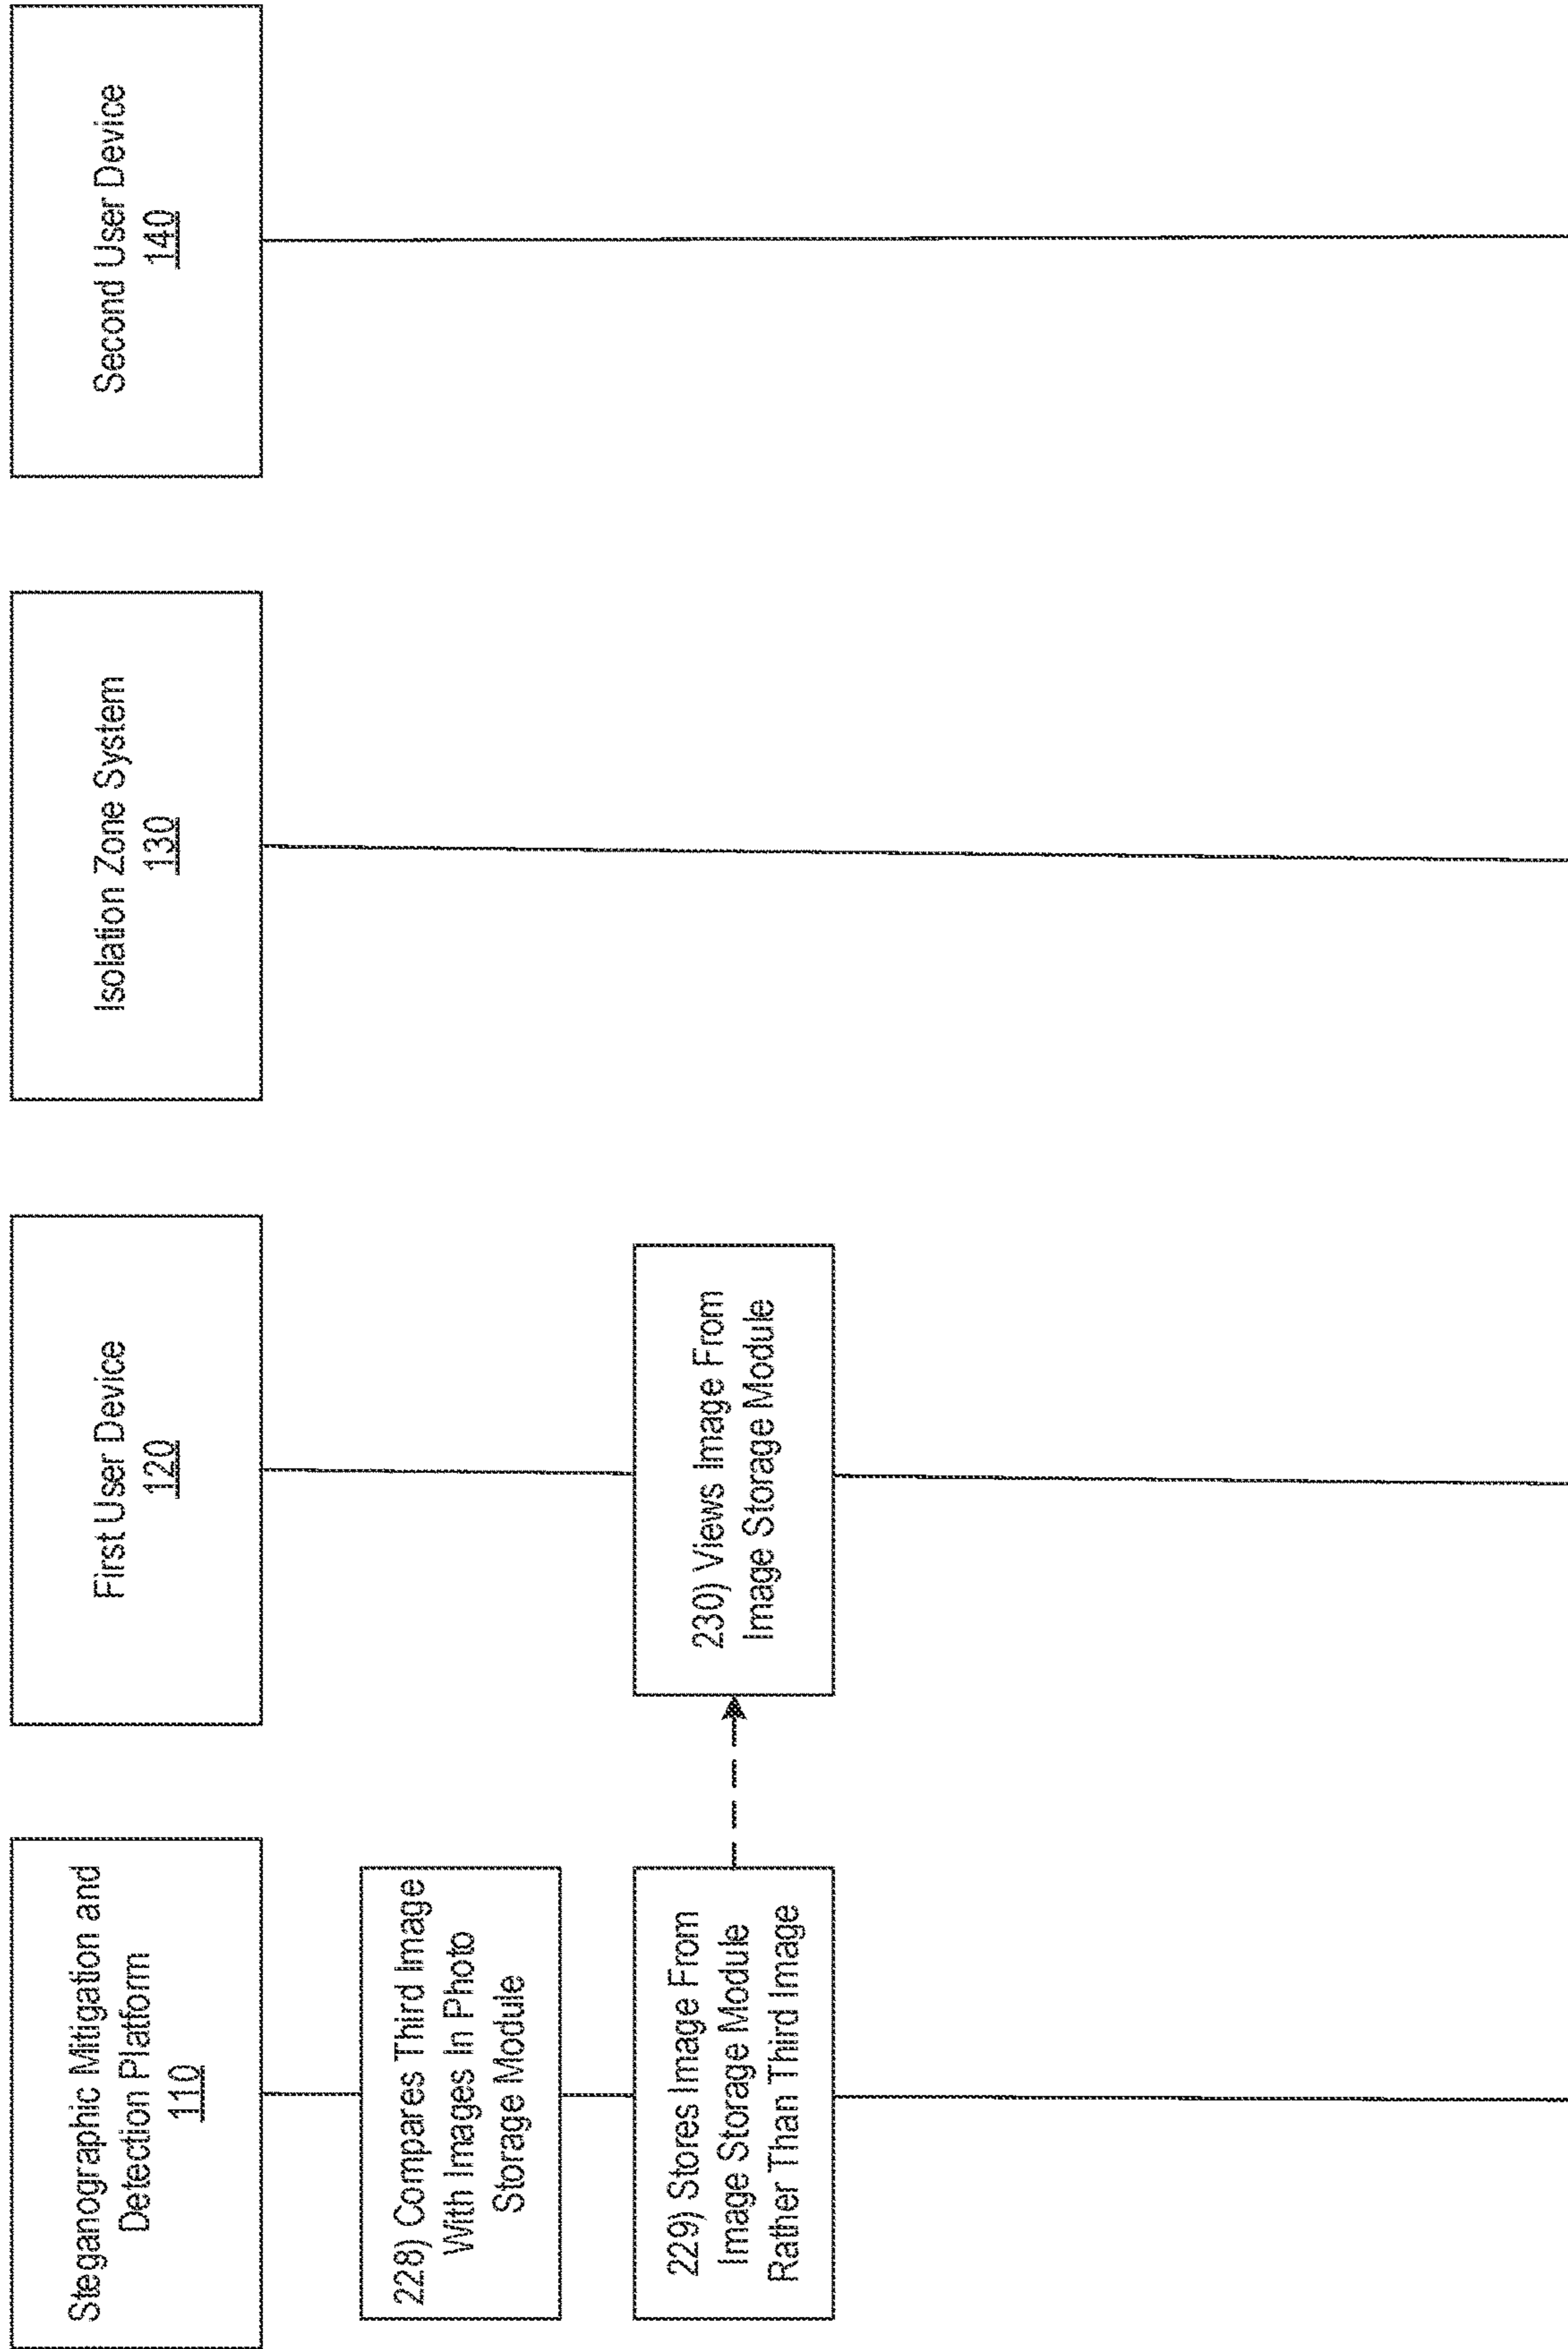 Steganographic Mitigation and
Detection Platform
110
First User Device
120
Isolation Zone System
130
Second User Device
140
228) Compares Third Image
With Images In Photo
Storage Module
229) Stores Image From
Image Storage Module
Rather Than Third Image
230) Views Image From
Image Storage Module